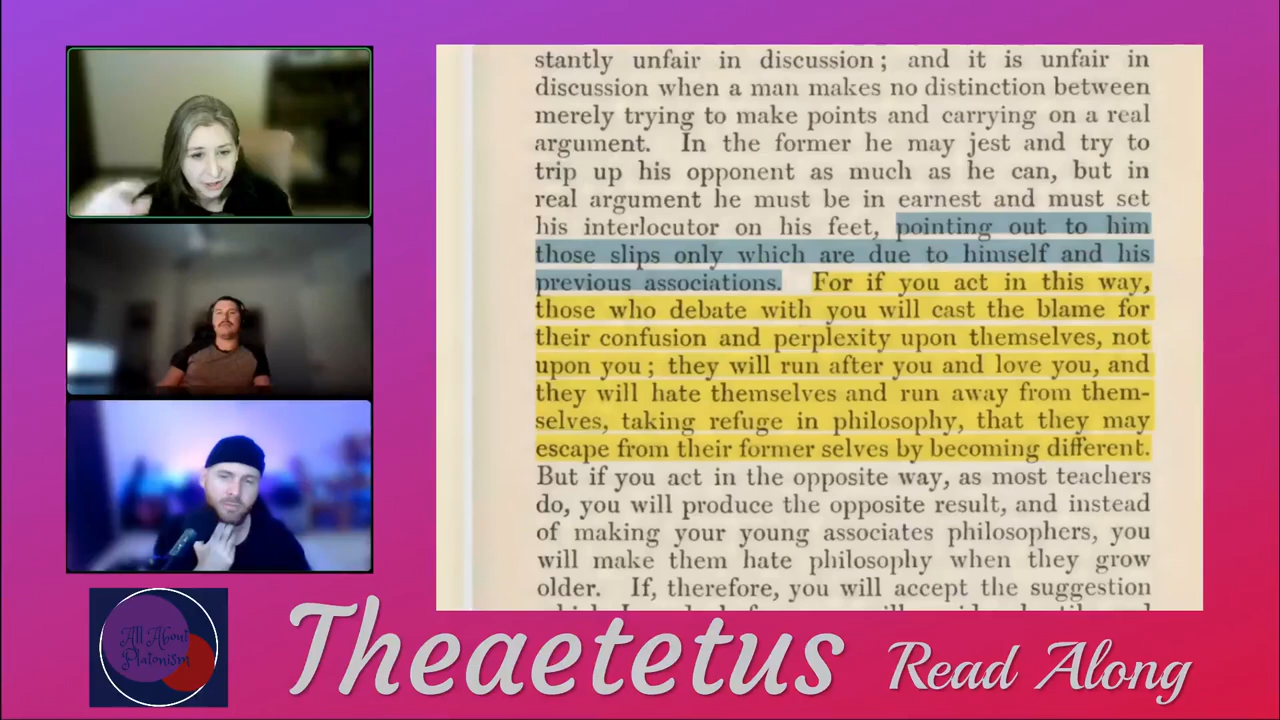 stantly unfair in discussion; and it is unfair in
discussion when a man makes no distinction between
merely trying to make points and carrying on a real
argument. In the former he may jest and try to
trip up his opponent as much as he can, but in
real argument he must be in earnest and must set
his interlocutor on his feet, pointing out to him
those slips only which are due to himself and his
previous associations. For if you act in this way,
those who debate with you will cast the blame for
their confusion and perplexity upon themselves, not
upon you; they will run after you and love you, and
they will hate themselves and run away from them-
selves, taking refuge in philosophy, that they may
escape from their former selves by becoming different.
But if you act in the opposite way, as most teachers
do, you will produce the opposite result, and instead
of making your young associates philosophers, you
will make them hate philosophy when they grow
older. If, therefore, you will accept the suggestion
All About
Platonism
Theaetetus Read Along